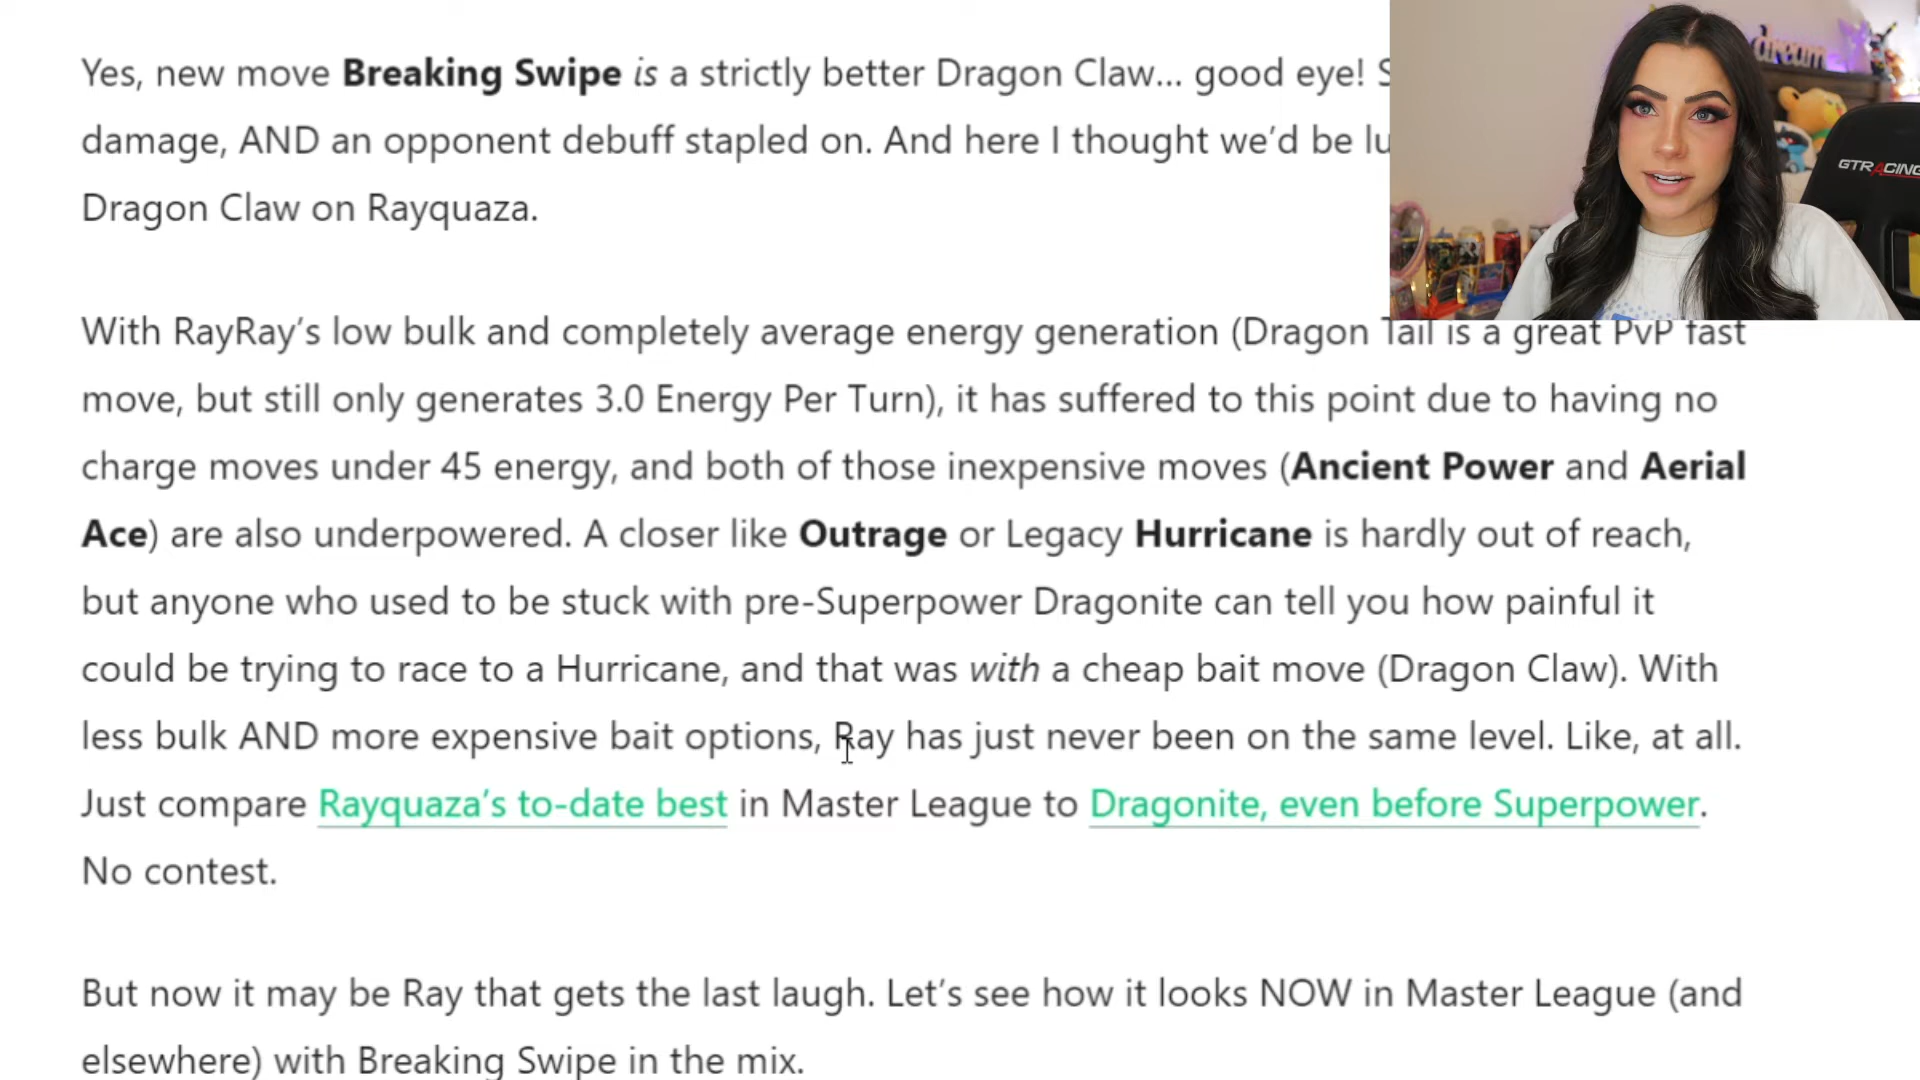 Yes, new move Breaking Swipe is a strictly better Dragon Claw... good eye!
damage, AND an opponent debuff stapled on. And here I thought we'd be
Dragon Claw on Rayquaza.
With RayRay's low bulk and completely average energy generation (Dragon Tail is a great PvP fast
move, but still only generates 3.0 Energy Per Turn), it has suffered to this point due to having no
charge moves under 45 energy, and both of those inexpensive moves (Ancient Power and Aerial
Ace) are also underpowered. A closer like Outrage or Legacy Hurricane is hardly out of reach,
but anyone who used to be stuck with pre-Superpower Dragonite can tell you how painful it
could be trying to race to a Hurricane, and that was with a cheap bait move (Dragon Claw). With
less bulk AND more expensive bait options, Ray has just never been on the same level. Like, at all.
Just compare Rayquaza's to-date best in Master League to Dragonite, even before Superpower.
No contest.
But now it may be Ray that gets the last laugh. Let's see how it looks NOW in Master League (and
elsewhere) with Breaking Swipe in the mix.
dream
GTRACING